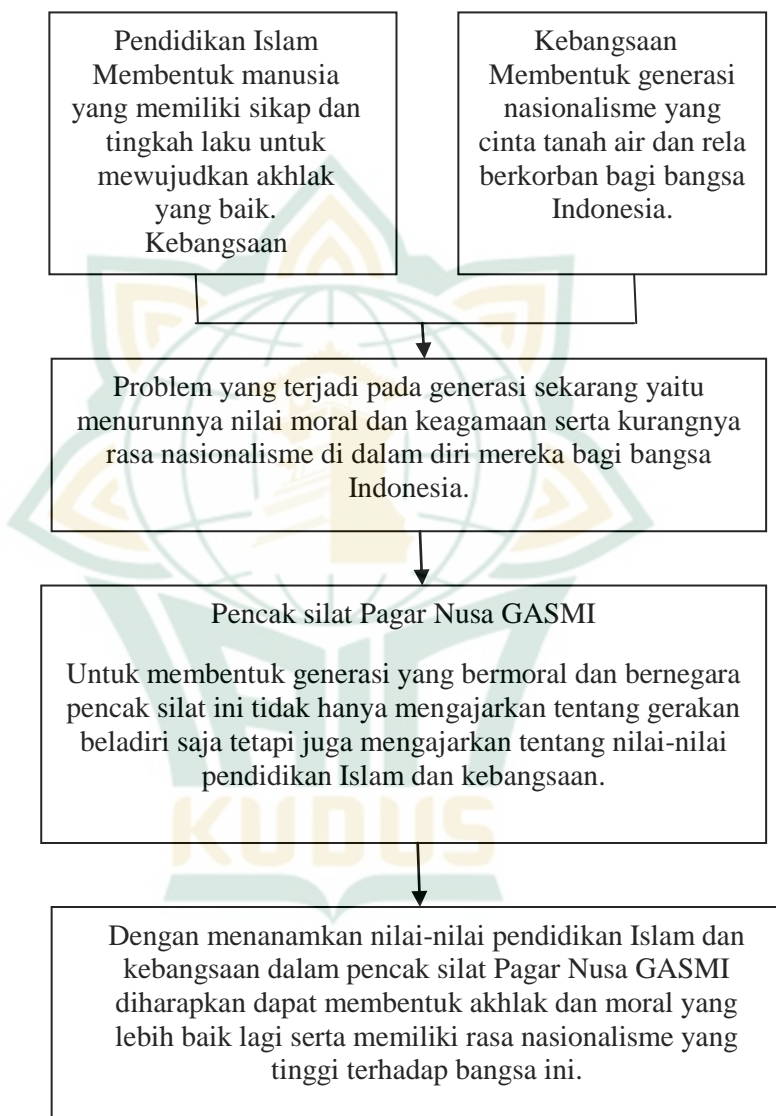 Pendidikan Islam
Membentuk manusia
yang memiliki sikap dan
tingkah laku untuk
mewujudkan akhlak
yang baik.
Kebangsaan
Kebangsaan
Membentuk generasi
nasionalisme yang
cinta tanah air dan rela
berkorban bagi bangsa
Indonesia.
Problem yang terjadi pada generasi sekarang yaitu
menurunnya nilai moral dan keagamaan serta kurangnya
rasa nasionalisme di dalam diri mereka bagi bangsa
Indonesia.
Pencak silat Pagar Nusa GASMI
Untuk membentuk generasi yang bermoral dan bernegara
pencak silat ini tidak hanya mengajarkan tentang gerakan
beladiri saja tetapi juga mengajarkan tentang nilai-nilai
pendidikan Islam dan kebangsaan.
KUDUS
Dengan menanamkan nilai-nilai pendidikan Islam dan
kebangsaan dalam pencak silat Pagar Nusa GASMI
diharapkan dapat membentuk akhlak dan moral yang
lebih baik lagi serta memiliki rasa nasionalisme yang
tinggi terhadap bangsa ini.